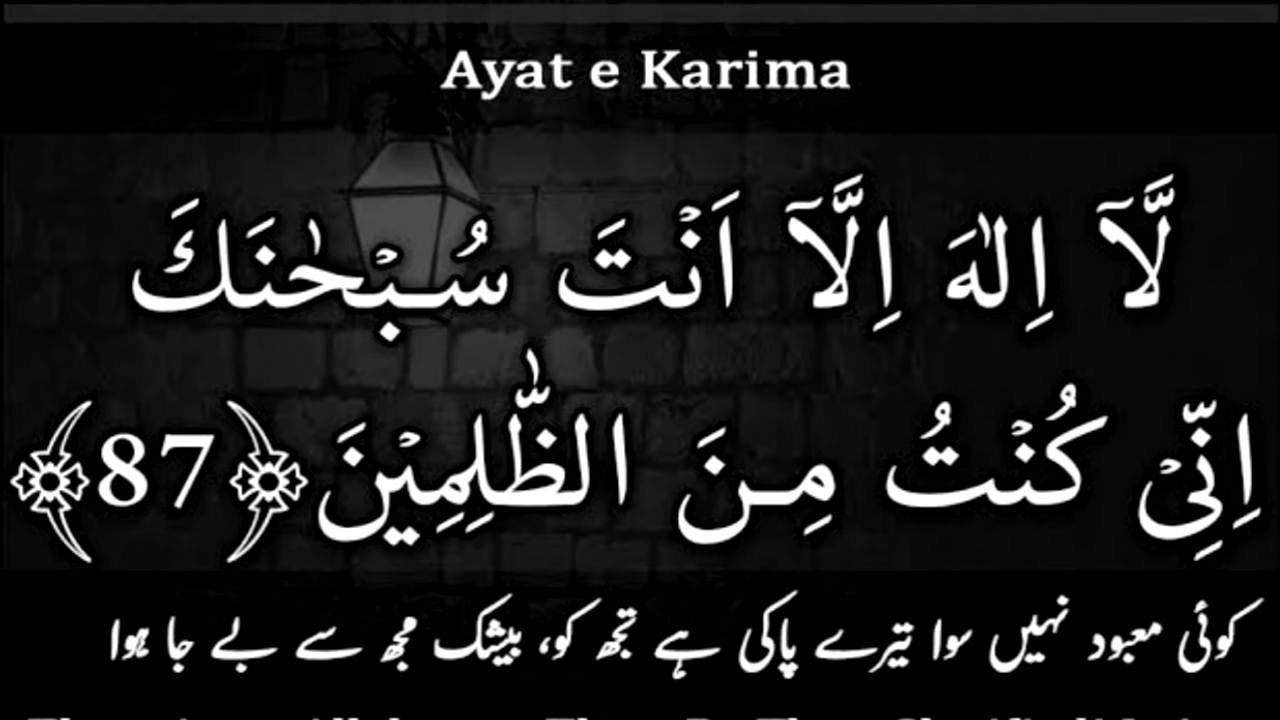 Ayat e Karima
لَّآ اِلٰهَ اِلَّآ اَنْتَ سُبْحٰنَكَ
اِنِّىْ كُنْتُ مِنَ الظّٰلِمِيْنَ ﴿87﴾
کوئی معبود نہیں سوا تیرے پاکی ہے تجھ کو، بیشک مجھ سے بے جا ہوا